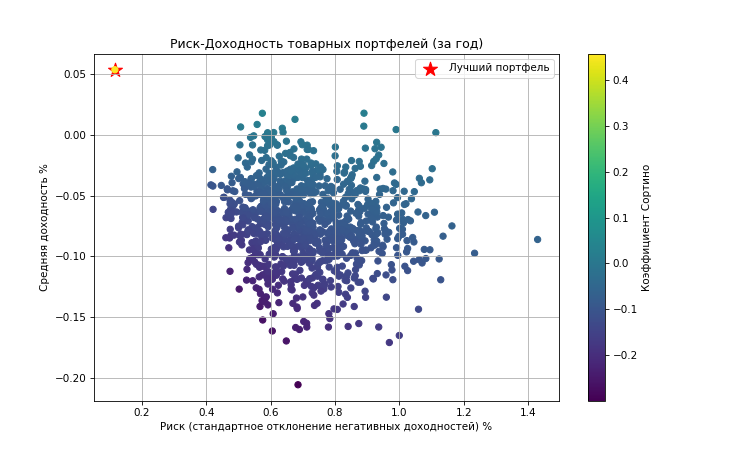 Риск-Доходность товарных портфелей (за год)
Лучший портфель
0.05
0.00
−0.05
−0.10
−0.15
−0.20
Средняя доходность %
0.2 0.4 0.6 0.8 1.0 1.2 1.4
Риск (стандартное отклонение негативных доходностей) %
0.4
0.3
0.2
0.1
0.0
−0.1
−0.2
Коэффициент Сортино